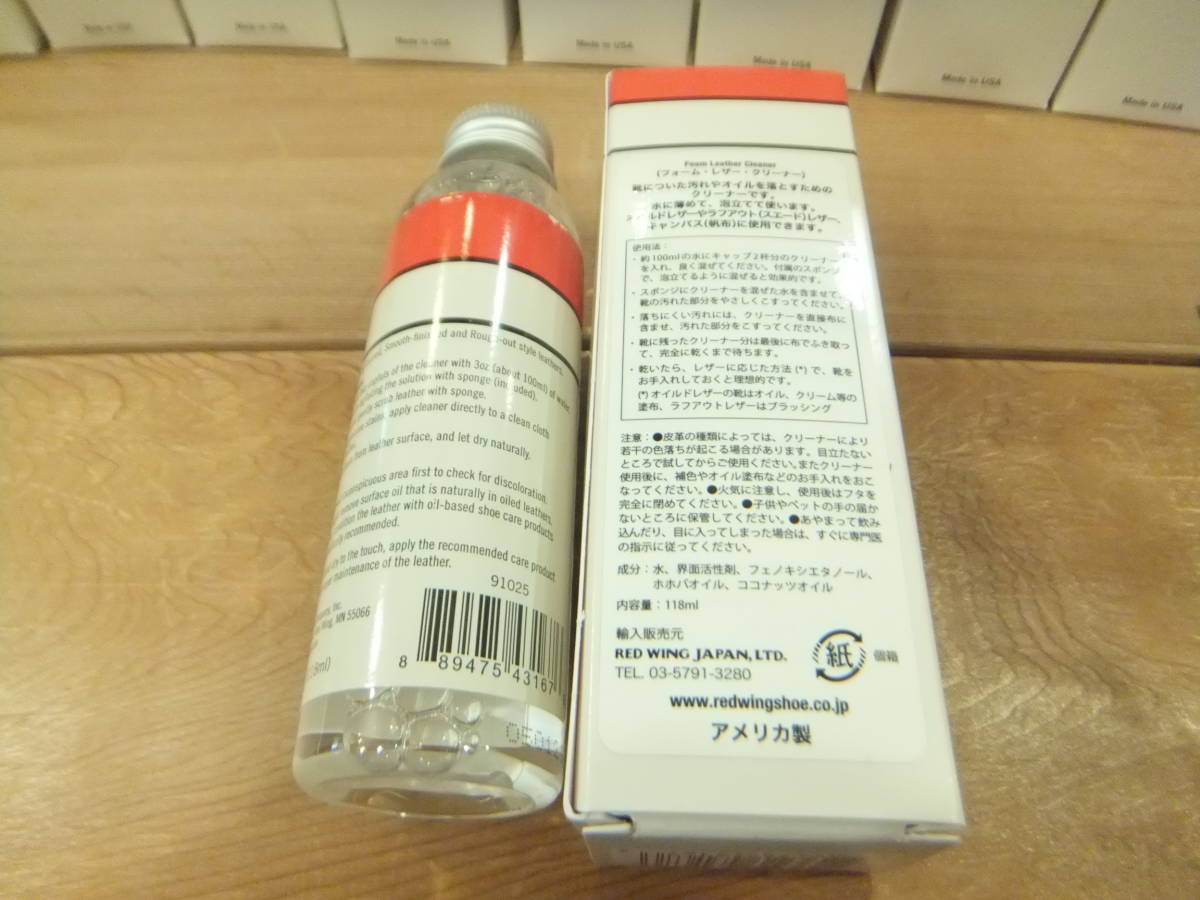 Made in USA
Made in USA
Made in USA
Made in USA
Made in USA
Made in USA
Made in USA
Smooth-finished and Rough-out style leathers.
of the cleaner with 3oz (about 100ml) of water
the solution with sponge (included).
scrub leather with sponge.
apply cleaner directly to a clean cloth
leather surface, and let dry naturally.
area first to check for discoloration.
surface oil that is naturally in oiled leathers.
the leather with oil-based shoe care products
recommended.
to the touch, apply the recommended care product
maintenance of the leather.
91025
Inc.
Wing, MN 55066
8 89475 43167
Foam Leather Cleaner
(フォーム・レザー・クリーナー)
靴についた汚れやオイルを落とすための
クリーナーです。
水に薄めて、泡立てて使います。
オイルドレザーやラフアウト(スエード)レザー、
キャンバス(帆布)に使用できます。
使用法:
・約100mlの水にキャップ2杯分のクリーナー
を入れ、良く混ぜてください。付属のスポンジ
で、泡立てるように混ぜると効果的です。
・スポンジにクリーナーを混ぜた水を含ませて、
靴の汚れた部分をやさしくこすってください。
・落ちにくい汚れには、クリーナーを直接布に
含ませ、汚れた部分をこすってください。
・靴に残ったクリーナー分は最後に布でふき取っ
て、完全に乾くまで待ちます。
・乾いたら、レザーに応じた方法(*)で、靴を
お手入れしておくと理想的です。
(*)オイルドレザーの靴はオイル、クリーム等の
塗布、ラフアウトレザーはブラッシング
注意:●皮革の種類によっては、クリーナーにより
若干の色落ちが起こる場合があります。目立たない
ところで試してからご使用ください。またクリーナー
使用後に、補色やオイル塗布などのお手入れをおこ
なってください。●火気に注意し、使用後はフタを
完全に閉めてください。●子供やペットの手の届か
ないところに保管してください。●あやまって飲み
込んだり、目に入ってしまった場合は、すぐに専門医
の指示に従ってください。
成分:水、界面活性剤、フェノキシエタノール、
ホホバオイル、ココナッツオイル
内容量:118ml
輸入販売元
RED WING JAPAN, LTD.
TEL. 03-5791-3280
紙 個箱
www.redwingshoe.co.jp
アメリカ製